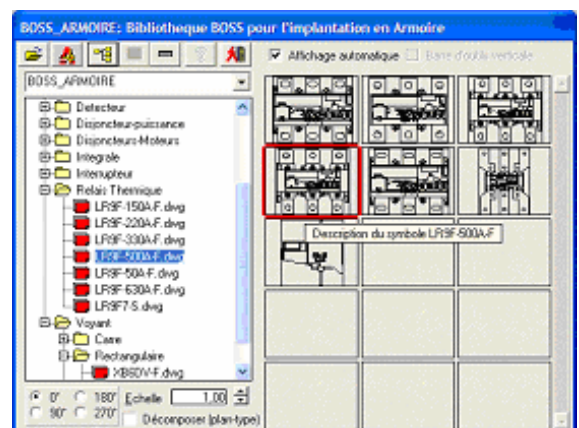 BOSS_ARMOIRE: Bibliotheque BOSS pour l'implantation en Armoire
Affichage automatique
Barre d'outils verticale
BOSS_ARMOIRE
Detecteur
Disjoncteur-puissance
Disjoncteurs-Moteurs
Integrale
Interrupteur
Relais Thermique
LR9F-150A-F.dwg
LR9F-220A-F.dwg
LR9F-330A-F.dwg
LR9F-500A-F.dwg
LR9F-50A-F.dwg
LR9F-630A-F.dwg
LR9F7-S.dwg
Description du symbole LR9F-500A-F
Voyant
Carre
Rectangulaire
XB6DV-F.dwg
0° 180° Echelle 1.00
90° 270° Décomposer (plan-type)